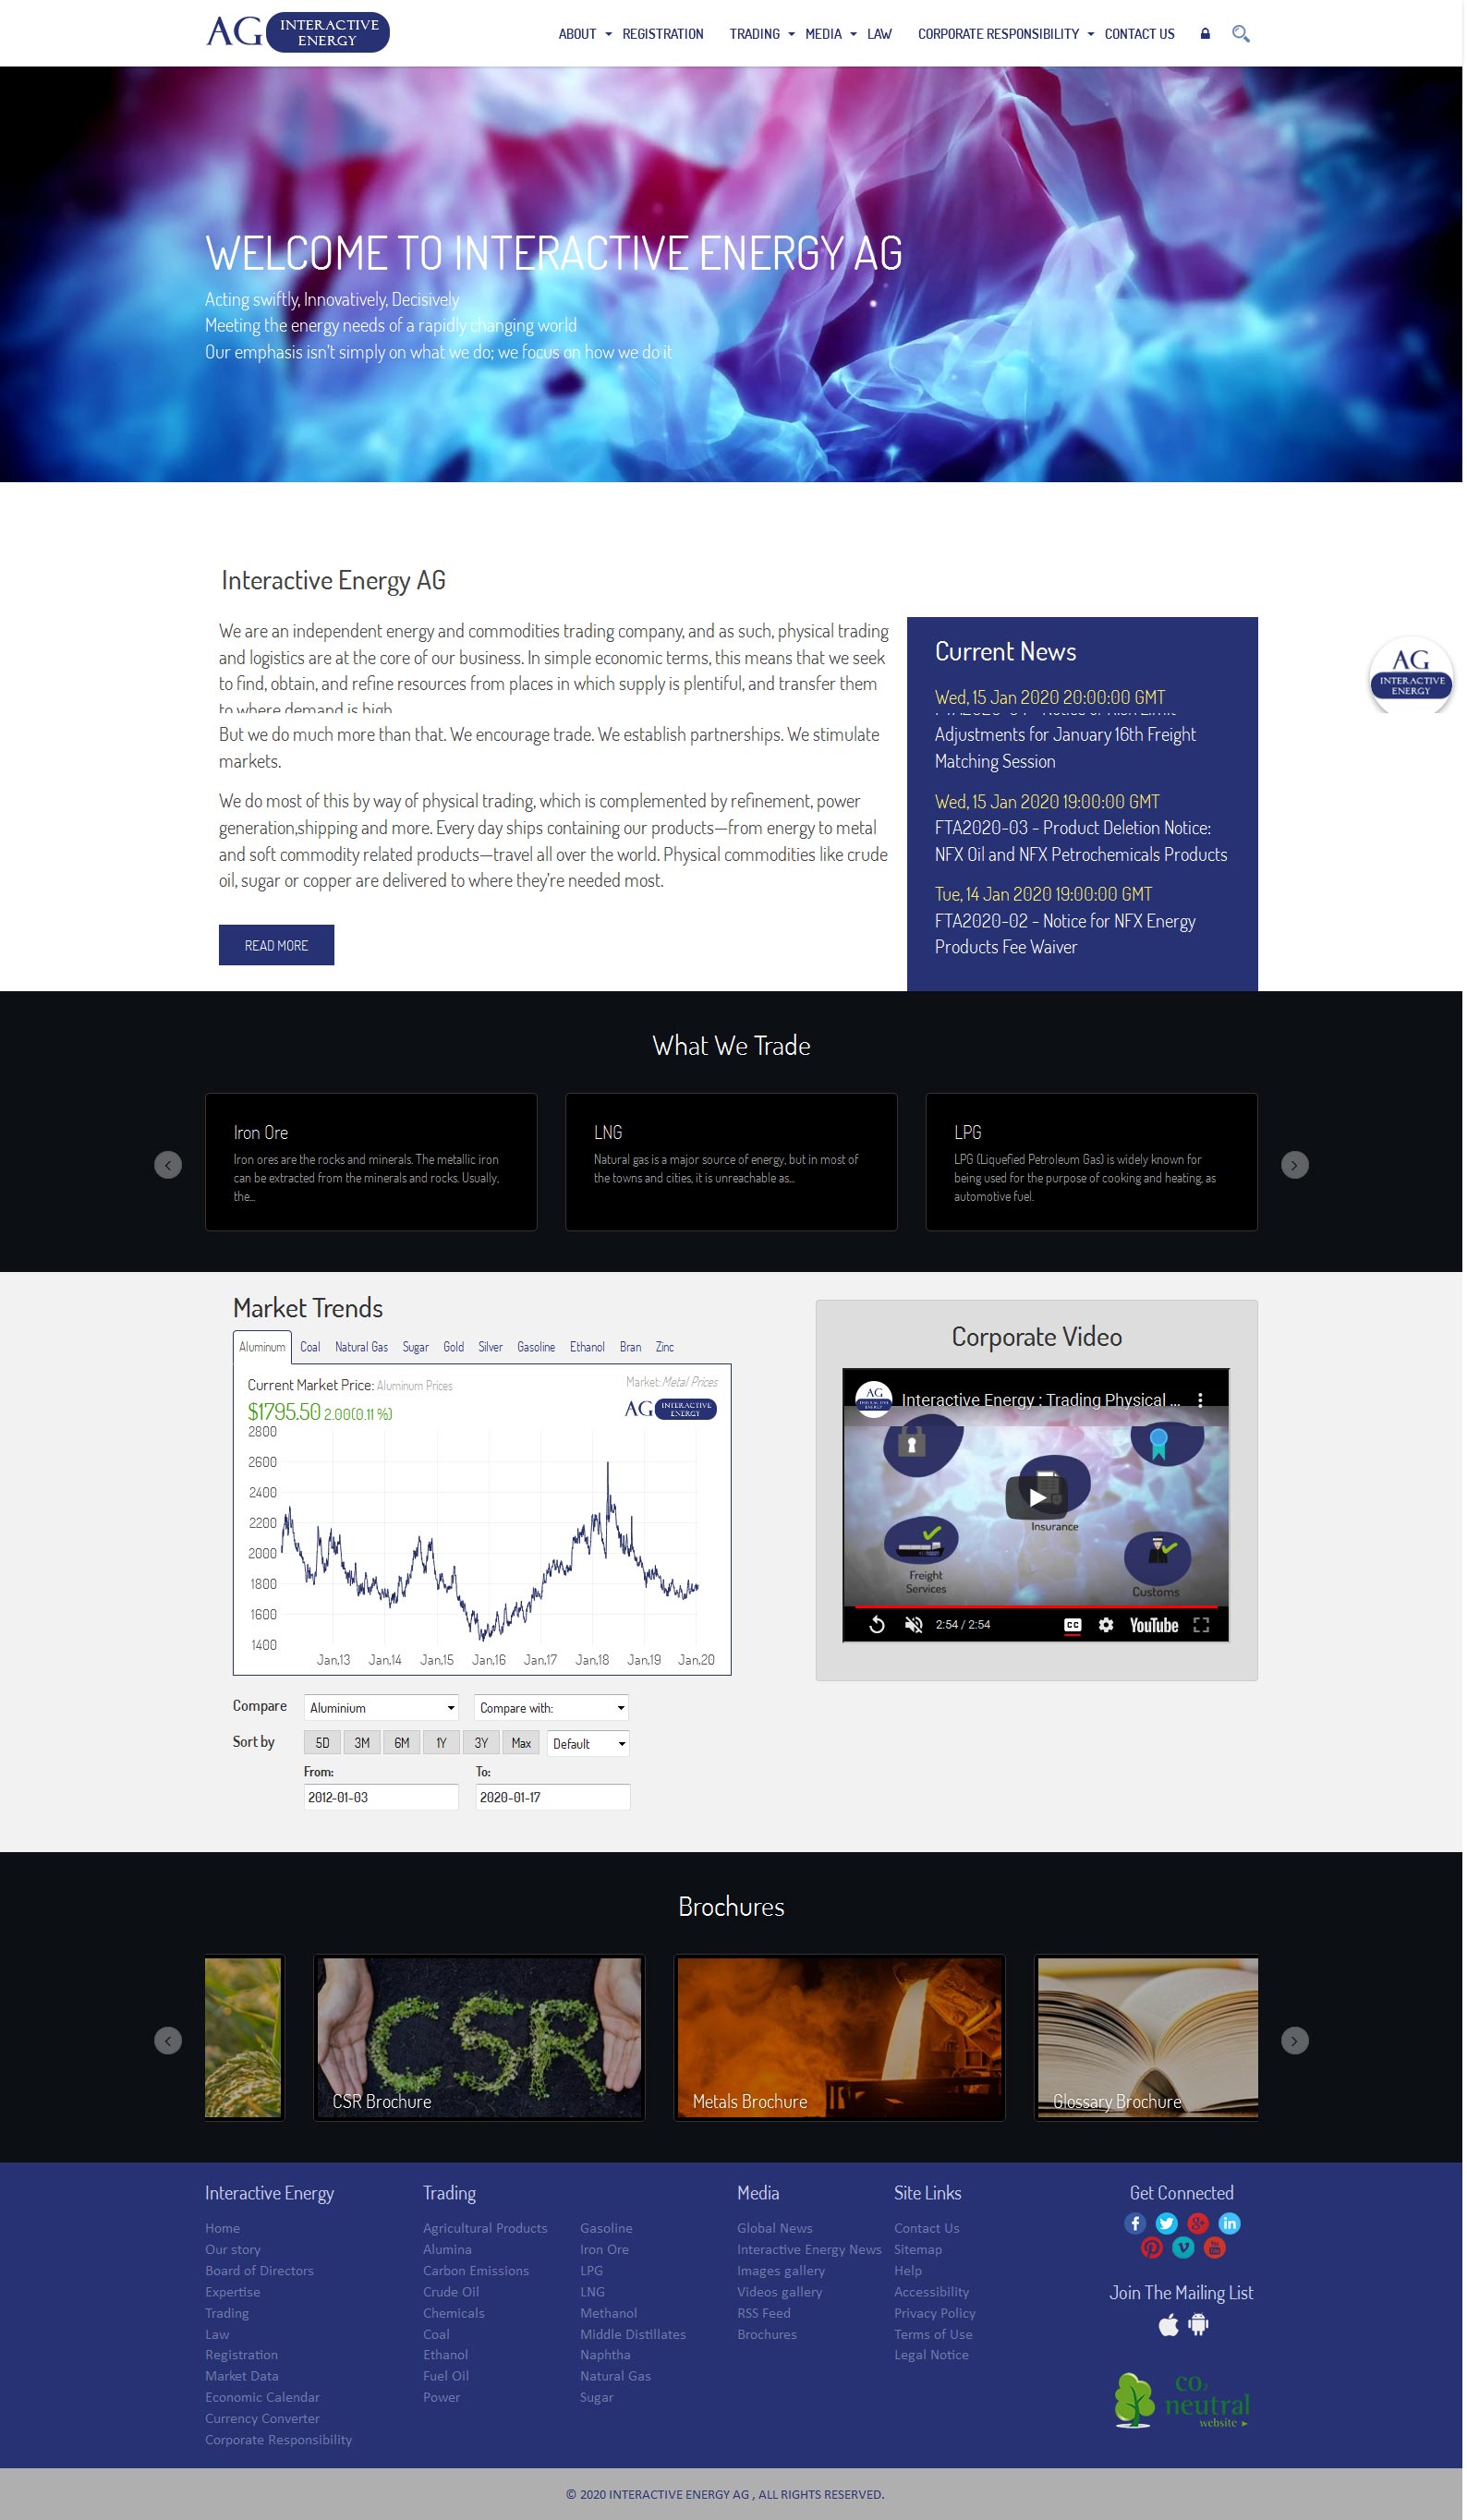 AG INTERACTIVE
ENERGY
ABOUT REGISTRATION TRADING MEDIA LAW CORPORATE RESPONSIBILITY CONTACT US
WELCOME TO INTERACTIVE ENERGY AG
Acting swiftly, Innovatively, Decisively
Meeting the energy needs of a rapidly changing world
Our emphasis isn't simply on what we do; we focus on how we do it
Interactive Energy AG
We are an independent energy and commodities trading company, and as such, physical trading
and logistics are at the core of our business. In simple economic terms, this means that we seek
to find, obtain, and refine resources from places in which supply is plentiful, and transfer them
to where demand is high
But we do much more than that. We encourage trade. We establish partnerships. We stimulate
markets.
We do most of this by way of physical trading, which is complemented by refinement, power
generation,shipping and more. Every day ships containing our products—from energy to metal
and soft commodity related products—travel all over the world. Physical commodities like crude
oil, sugar or copper are delivered to where they're needed most.
READ MORE
Current News
Wed, 15 Jan 2020 20:00:00 GMT
FTA2020-04 - Notice of Risk Limit
Adjustments for January 16th Freight
Matching Session
Wed, 15 Jan 2020 19:00:00 GMT
FTA2020-03 - Product Deletion Notice:
NFX Oil and NFX Petrochemicals Products
Tue, 14 Jan 2020 19:00:00 GMT
FTA2020-02 - Notice for NFX Energy
Products Fee Waiver
AG
INTERACTIVE
ENERGY
What We Trade
Iron Ore
Iron ores are the rocks and minerals. The metallic iron
can be extracted from the minerals and rocks. Usually,
the...
LNG
Natural gas is a major source of energy, but in most of
the towns and cities, it is unreachable as...
LPG
LPG (Liquefied Petroleum Gas) is widely known for
being used for the purpose of cooking and heating, as
automotive fuel.
Market Trends
Aluminum Coal Natural Gas Sugar Gold Silver Gasoline Ethanol Bran Zinc
Current Market Price: Aluminum Prices
Market: Metal Prices
$1795.50 2.00(0.11 %)
AG INTERACTIVE
ENERGY
2800
2600
2400
2200
2000
1800
1600
1400
Jan,13 Jan,14 Jan,15 Jan,16 Jan,17 Jan,18 Jan,19 Jan,20
Compare Aluminium Compare with:
Sort by 5D 3M 6M 1Y 3Y Max Default
From: To:
2012-01-03 2020-01-17
Corporate Video
AG
INTERACTIVE
ENERGY
Interactive Energy : Trading Physical ...
Insurance
Freight
Services
Customs
2:54 / 2:54 CC YouTube
Brochures
CSR
CSR Brochure
Metals Brochure
Glossary Brochure
Interactive Energy
Home
Our story
Board of Directors
Expertise
Trading
Law
Registration
Market Data
Economic Calendar
Currency Converter
Corporate Responsibility
Trading
Agricultural Products
Alumina
Carbon Emissions
Crude Oil
Chemicals
Coal
Ethanol
Fuel Oil
Power
Gasoline
Iron Ore
LPG
LNG
Methanol
Middle Distillates
Naphtha
Natural Gas
Sugar
Media
Global News
Interactive Energy News
Images gallery
Videos gallery
RSS Feed
Brochures
Site Links
Contact Us
Sitemap
Help
Accessibility
Privacy Policy
Terms of Use
Legal Notice
Get Connected
Join The Mailing List
CO2
neutral
website
© 2020 INTERACTIVE ENERGY AG , ALL RIGHTS RESERVED.